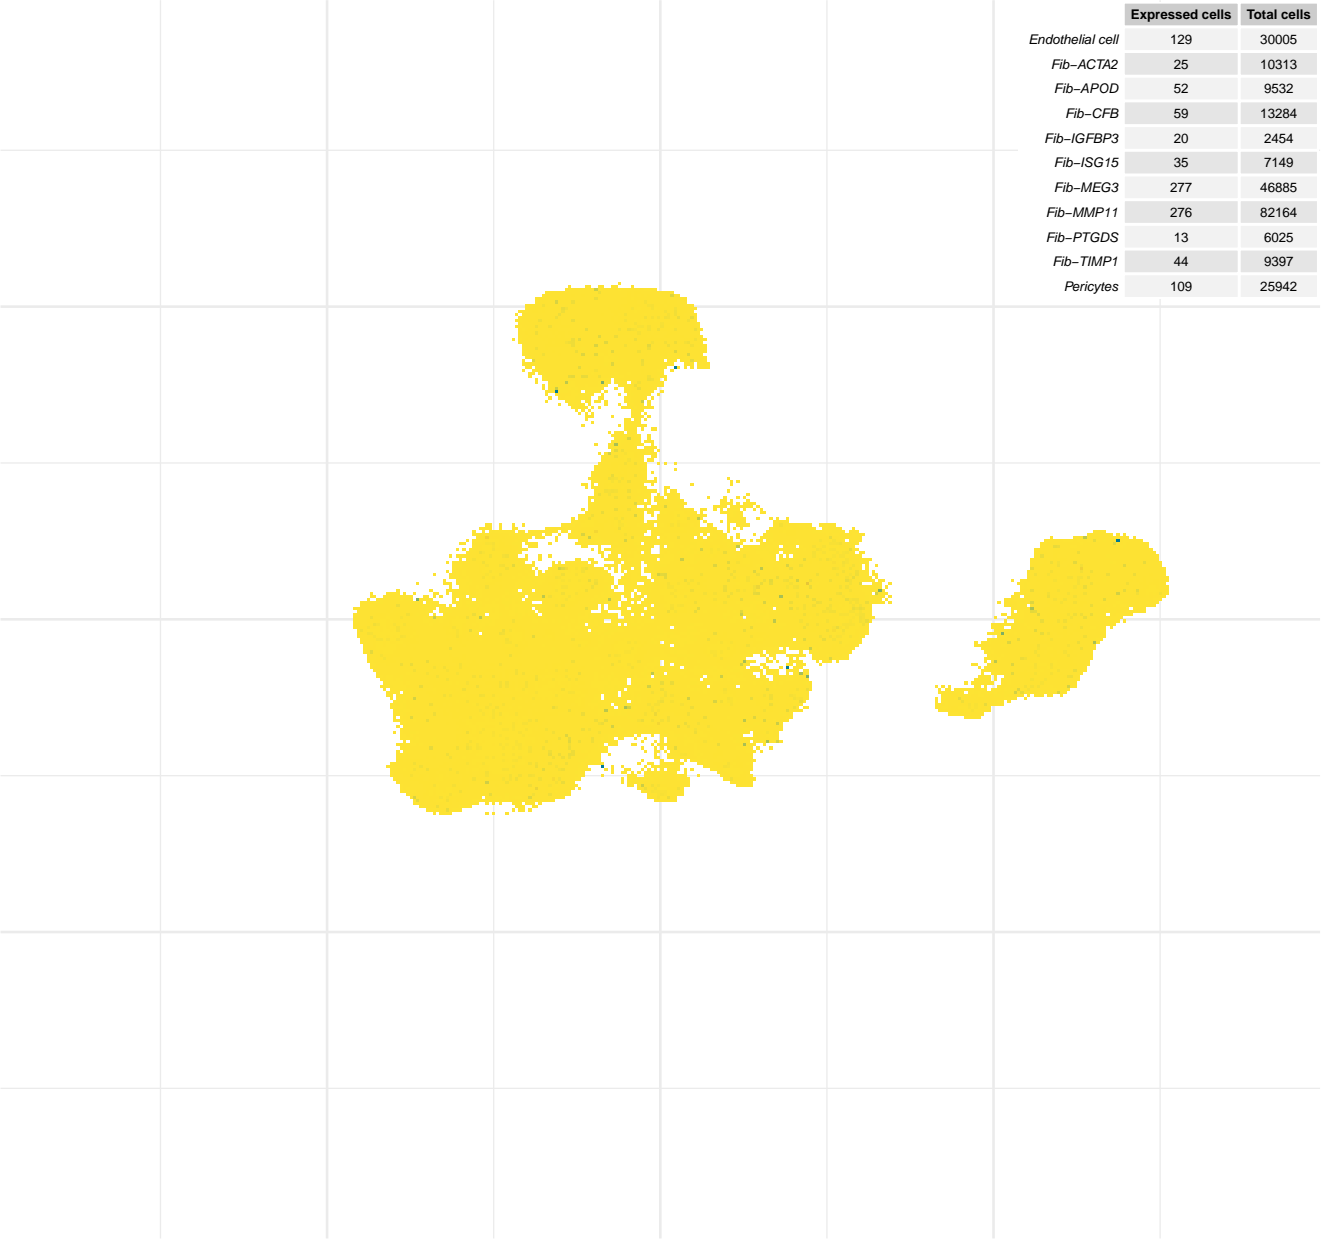 Expressed cells Total cells
Endothelial cell 129 30005
Fib−ACTA2 25 10313
Fib−APOD 52 9532
Fib−CFB 59 13284
Fib−IGFBP3 20 2454
Fib−ISG15 35 7149
Fib−MEG3 277 46885
Fib−MMP11 276 82164
Fib−PTGDS 13 6025
Fib−TIMP1 44 9397
Pericytes 109 25942